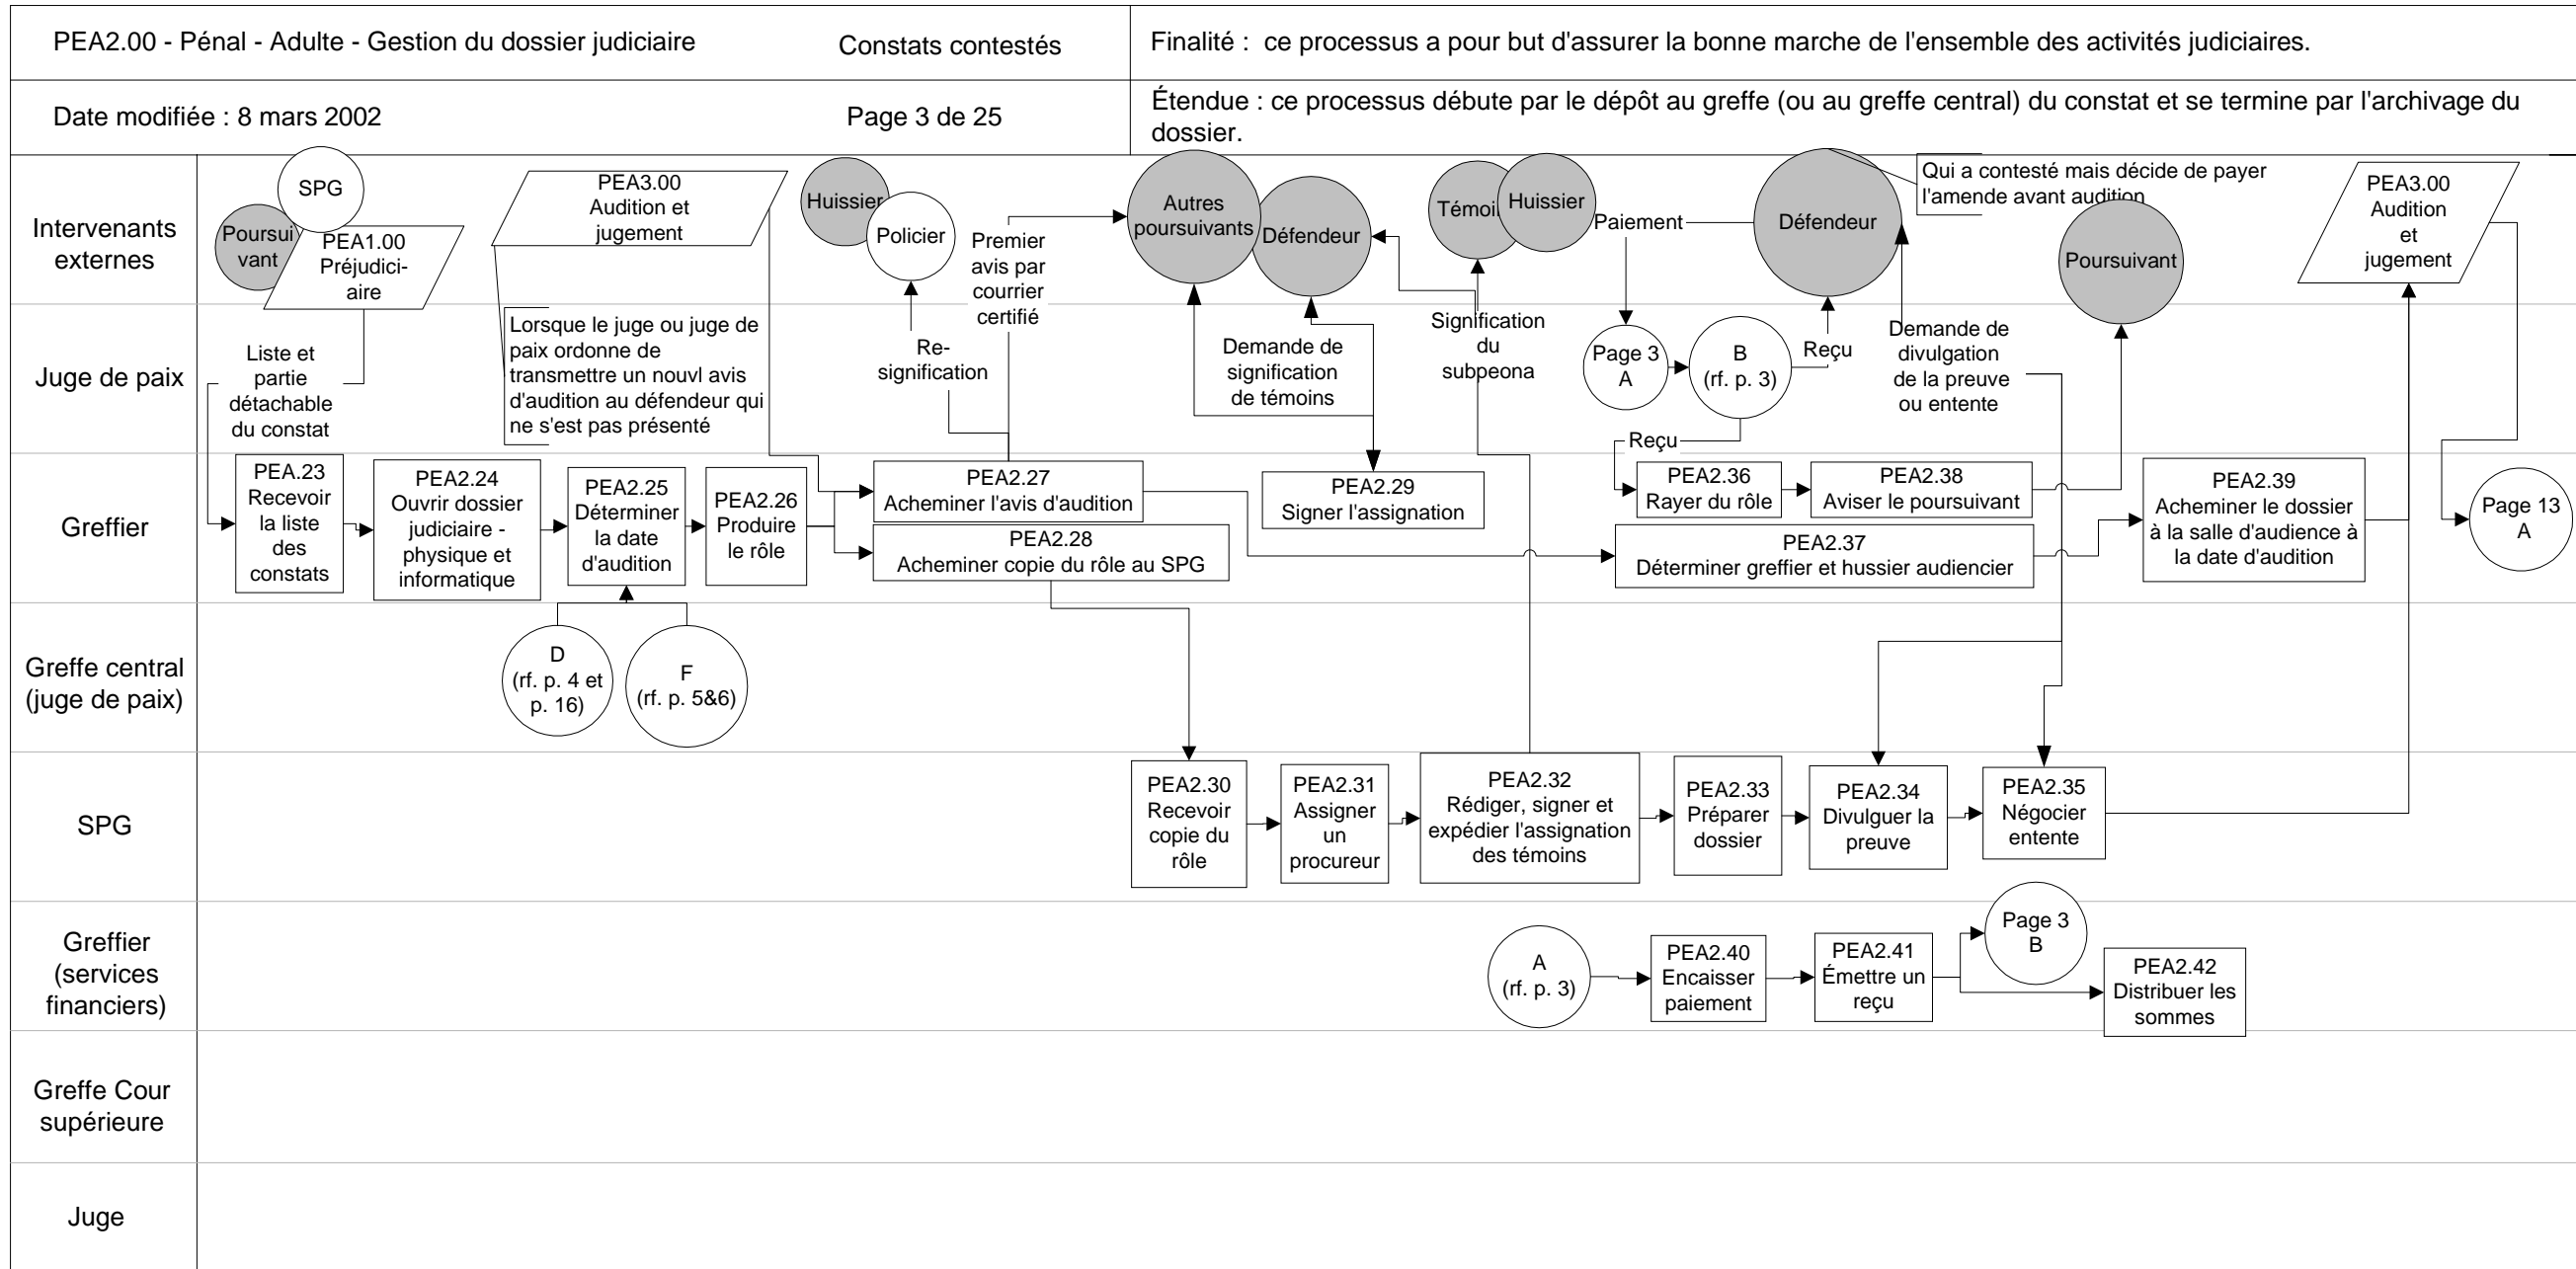 PEA2.00 - Pénal - Adulte - Gestion du dossier judiciaire
Constats contestés
Finalité : ce processus a pour but d'assurer la bonne marche de l'ensemble des activités judiciaires.
Date modifiée : 8 mars 2002
Page 3 de 25
Étendue : ce processus débute par le dépôt au greffe (ou au greffe central) du constat et se termine par l'archivage du
dossier.
Intervenants
externes
SPG
Poursui
vant
PEA1.00
Préjudici-
aire
PEA3.00
Audition et
jugement
Huissier
Policier
Premier
avis par
courrier
certifié
Autres
poursuivants
Défendeur
Témoi
Huissier
Paiement
Défendeur
Qui a contesté mais décide de payer
l'amende avant audition
Poursuivant
PEA3.00
Audition
et
jugement
Juge de paix
Liste et
partie
détachable
du constat
Lorsque le juge ou juge de
paix ordonne de
transmettre un nouvl avis
d'audition au défendeur qui
ne s'est pas présenté
Re-
signification
Demande de
signification
de témoins
Signification
du
subpeona
Page 3
A
B
(rf. p. 3)
Reçu
Demande de
divulgation
de la preuve
ou entente
Reçu
Greffier
PEA.23
Recevoir
la liste
des
constats
PEA2.24
Ouvrir dossier
judiciaire -
physique et
informatique
PEA2.25
Déterminer
la date
d'audition
PEA2.26
Produire
le rôle
PEA2.27
Acheminer l'avis d'audition
PEA2.28
Acheminer copie du rôle au SPG
PEA2.29
Signer l'assignation
PEA2.36
Rayer du rôle
PEA2.38
Aviser le poursuivant
PEA2.37
Déterminer greffier et hussier audiencier
PEA2.39
Acheminer le dossier
à la salle d'audience à
la date d'audition
Page 13
A
Greffe central
(juge de paix)
D
(rf. p. 4 et
p. 16)
F
(rf. p. 5&6)
SPG
PEA2.30
Recevoir
copie du
rôle
PEA2.31
Assigner
un
procureur
PEA2.32
Rédiger, signer et
expédier l'assignation
des témoins
PEA2.33
Préparer
dossier
PEA2.34
Divulguer la
preuve
PEA2.35
Négocier
entente
Greffier
(services
financiers)
A
(rf. p. 3)
PEA2.40
Encaisser
paiement
PEA2.41
Émettre un
reçu
Page 3
B
PEA2.42
Distribuer les
sommes
Greffe Cour
supérieure
Juge